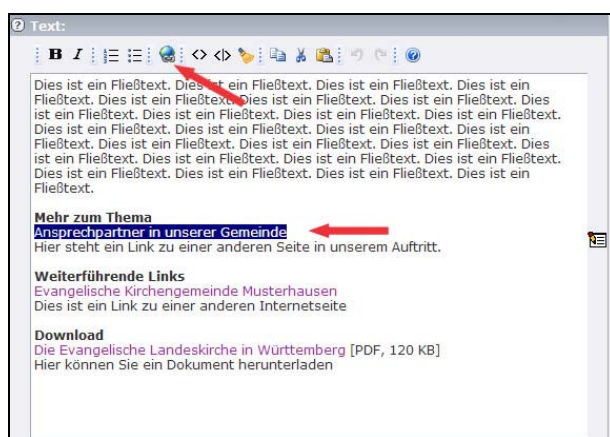 Text:
B I
Dies ist ein Fließtext. Dies ist ein Fließtext. Dies ist ein Fließtext. Dies ist ein
Fließtext. Dies ist ein Fließtext. Dies ist ein Fließtext. Dies ist ein Fließtext. Dies
ist ein Fließtext. Dies ist ein Fließtext. Dies ist ein Fließtext. Dies ist ein Fließtext.
Dies ist ein Fließtext. Dies ist ein Fließtext. Dies ist ein Fließtext. Dies ist ein
Fließtext. Dies ist ein Fließtext. Dies ist ein Fließtext. Dies ist ein Fließtext. Dies
ist ein Fließtext. Dies ist ein Fließtext. Dies ist ein Fließtext. Dies ist ein Fließtext.
Dies ist ein Fließtext. Dies ist ein Fließtext. Dies ist ein Fließtext. Dies ist ein
Fließtext.
Mehr zum Thema
Ansprechpartner in unserer Gemeinde
Hier steht ein Link zu einer anderen Seite in unserem Auftritt.
Weiterführende Links
Evangelische Kirchengemeinde Musterhausen
Dies ist ein Link zu einer anderen Internetseite
Download
Die Evangelische Landeskirche in Württemberg [PDF, 120 KB]
Hier können Sie ein Dokument herunterladen